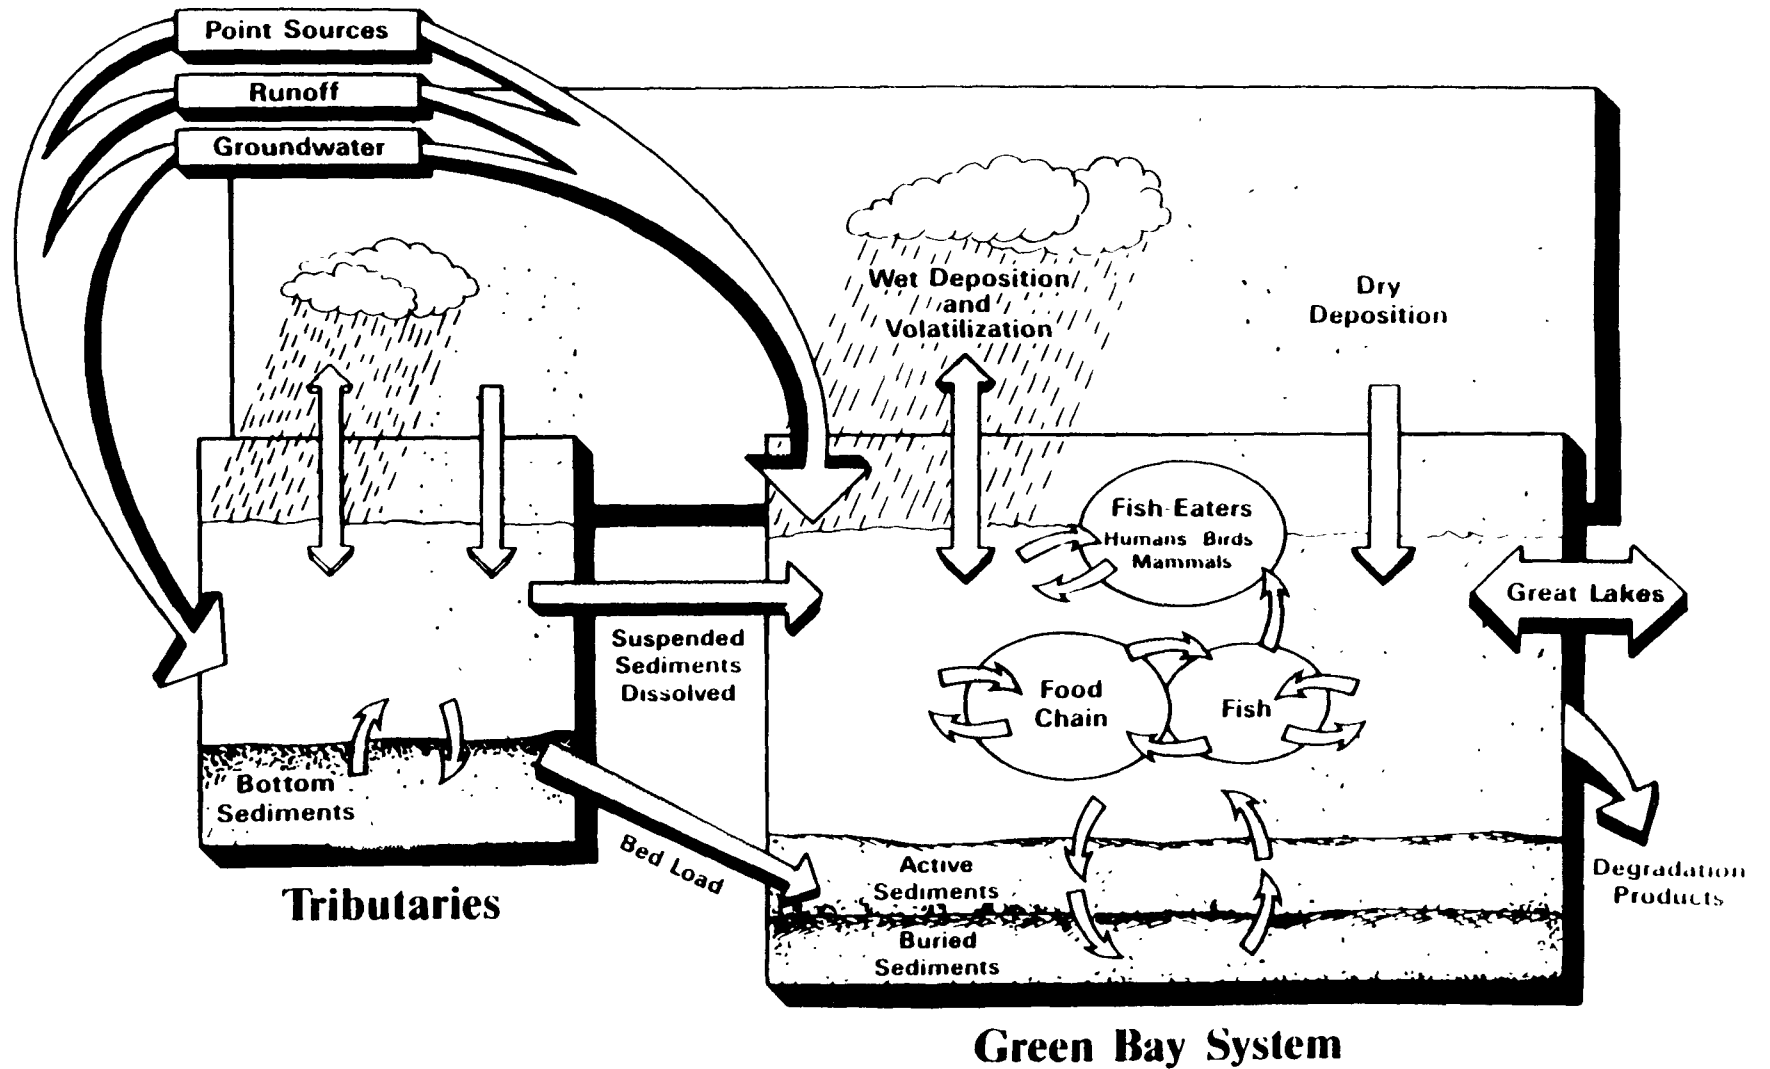 Point Sources
Runoff
Groundwater
Wet Deposition
and
Volatilization
Dry
Deposition
Fish-Eaters
Humans Birds
Mammals
Great Lakes
Suspended
Sediments
Dissolved
Food
Chain
Fish
Bottom
Sediments
Bed Load
Active
Sediments
Degradation
Products
Buried
Sediments
Tributaries
Green Bay System